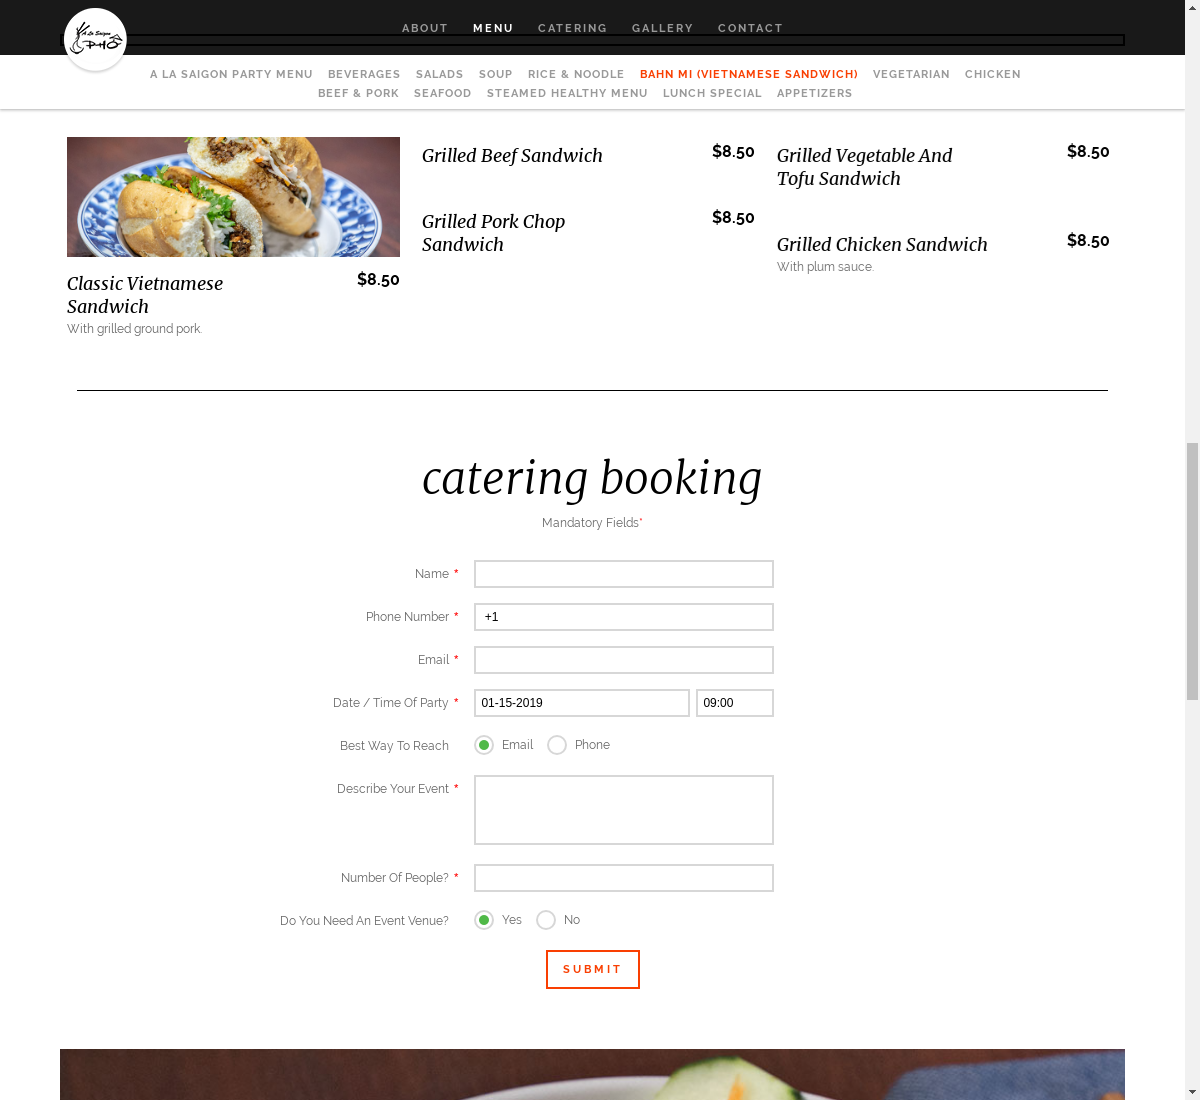 A La Saigon
PHO
ABOUT MENU CATERING GALLERY CONTACT
A LA SAIGON PARTY MENU BEVERAGES SALADS SOUP RICE & NOODLE BAHN MI (VIETNAMESE SANDWICH) VEGETARIAN CHICKEN
BEEF & PORK SEAFOOD STEAMED HEALTHY MENU LUNCH SPECIAL APPETIZERS
Classic Vietnamese $8.50
Sandwich
With grilled ground pork.
Grilled Beef Sandwich $8.50
Grilled Pork Chop $8.50
Sandwich
Grilled Vegetable And $8.50
Tofu Sandwich
Grilled Chicken Sandwich $8.50
With plum sauce.
catering booking
Mandatory Fields*
Name *
Phone Number * +1
Email *
Date / Time Of Party * 01-15-2019 09:00
Best Way To Reach Email Phone
Describe Your Event *
Number Of People? *
Do You Need An Event Venue? Yes No
SUBMIT